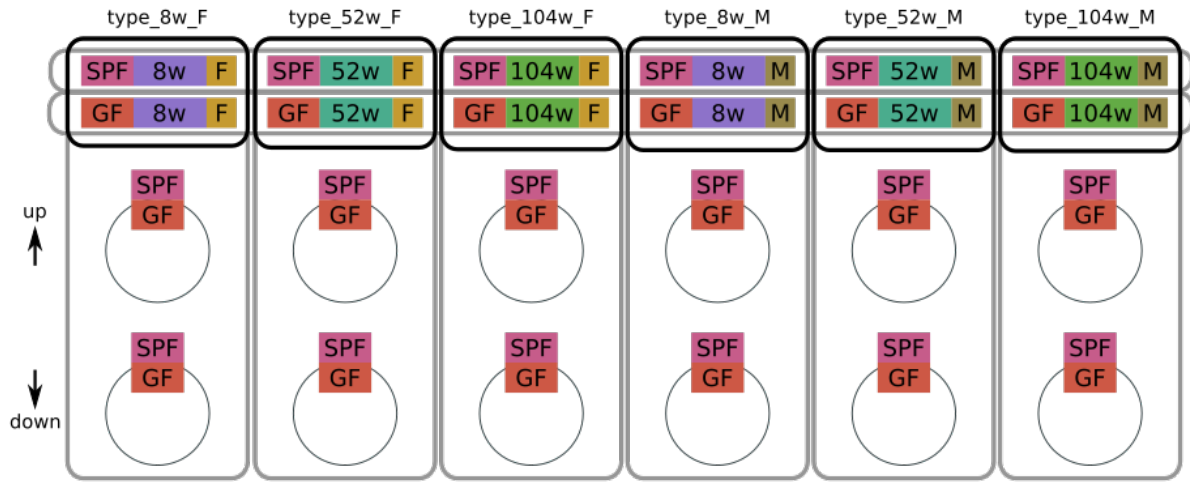 type_8w_F type_52w_F type_104w_F type_8w_M type_52w_M type_104w_M
SPF 8w F SPF 52w F SPF 104w F SPF 8w M SPF 52w M SPF 104w M
GF 8w F GF 52w F GF 104w F GF 8w M GF 52w M GF 104w M
SPF SPF SPF SPF SPF SPF
up GF GF GF GF GF GF
SPF SPF SPF SPF SPF SPF
GF GF GF GF GF GF
down